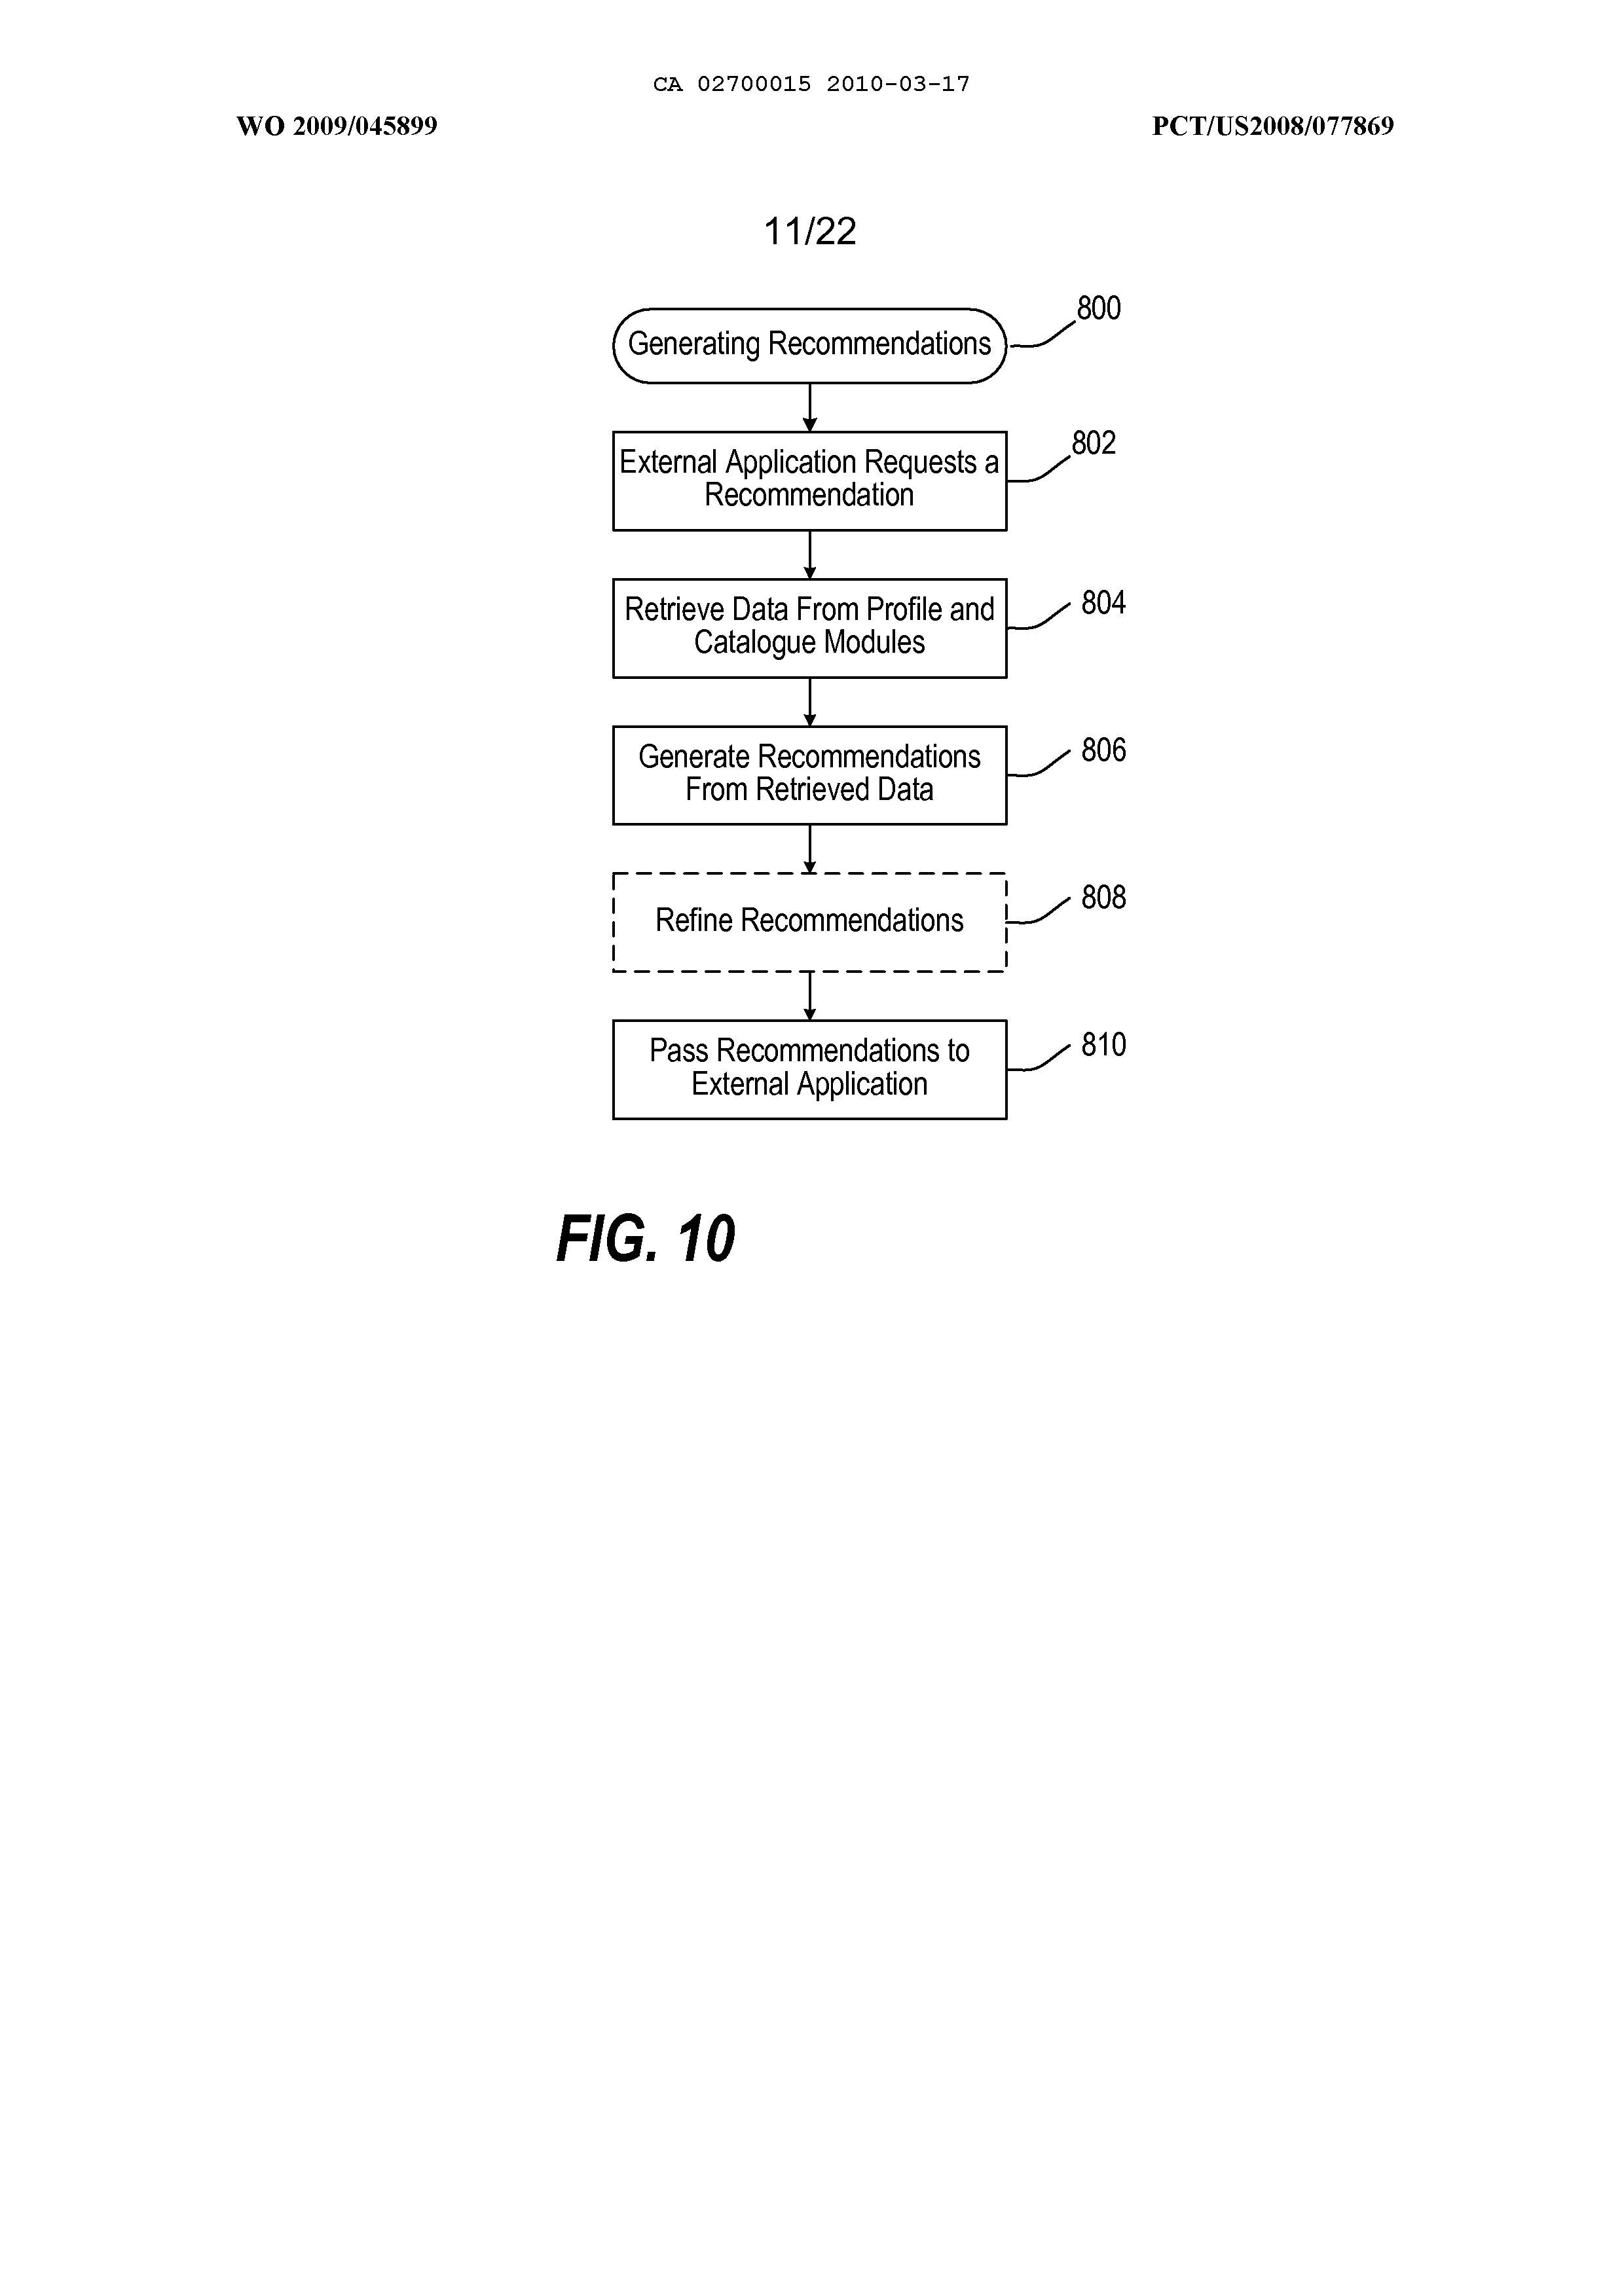 CA 02700015 2010-03-17
WO 2009/045899
PCT/US2008/077869
11/22
Generating Recommendations
800
External Application Requests a
Recommendation
802
Retrieve Data From Profile and
Catalogue Modules
804
Generate Recommendations
From Retrieved Data
806
Refine Recommendations
808
Pass Recommendations to
External Application
810
FIG. 10